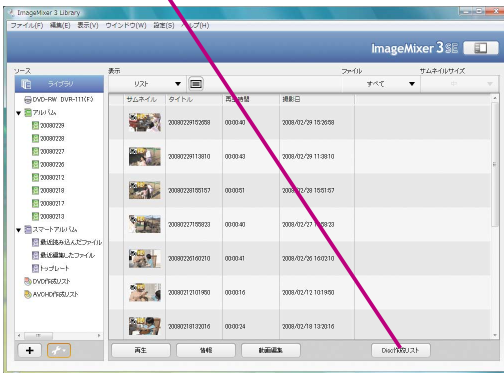 ImageMixer 3 Library
ファイル(F) 編集(E) 表示(V) ウインドウ(W) 設定(S) ヘルプ(H)
ImageMixer 3 SE
ソース 表示 ファイル サムネイルサイズ
ライブラリ リスト すべて
サムネイル タイトル 再生時間 撮影日
DVD-RW DVR-111(F)
アルバム
20080229
20080228
20080227
20080226
20080212
20080218
20080217
20080213
スマートアルバム
最近読み込んだファイル
最近編集したファイル
トップレート
DVD作成リスト
AVCHD作成リスト
20080229152658 00:00:40 2008/02/29 15:26:58
20080229113810 00:00:43 2008/02/29 11:38:10
20080228155157 00:00:51 2008/02/28 15:51:57
20080227155823 00:00:40 2008/02/27 15:58:23
20080226160210 00:00:41 2008/02/26 16:02:10
20080212101950 00:00:16 2008/02/12 10:19:50
20080218132016 00:00:24 2008/02/18 13:20:16
再生 情報 動画編集 Disc作成リスト